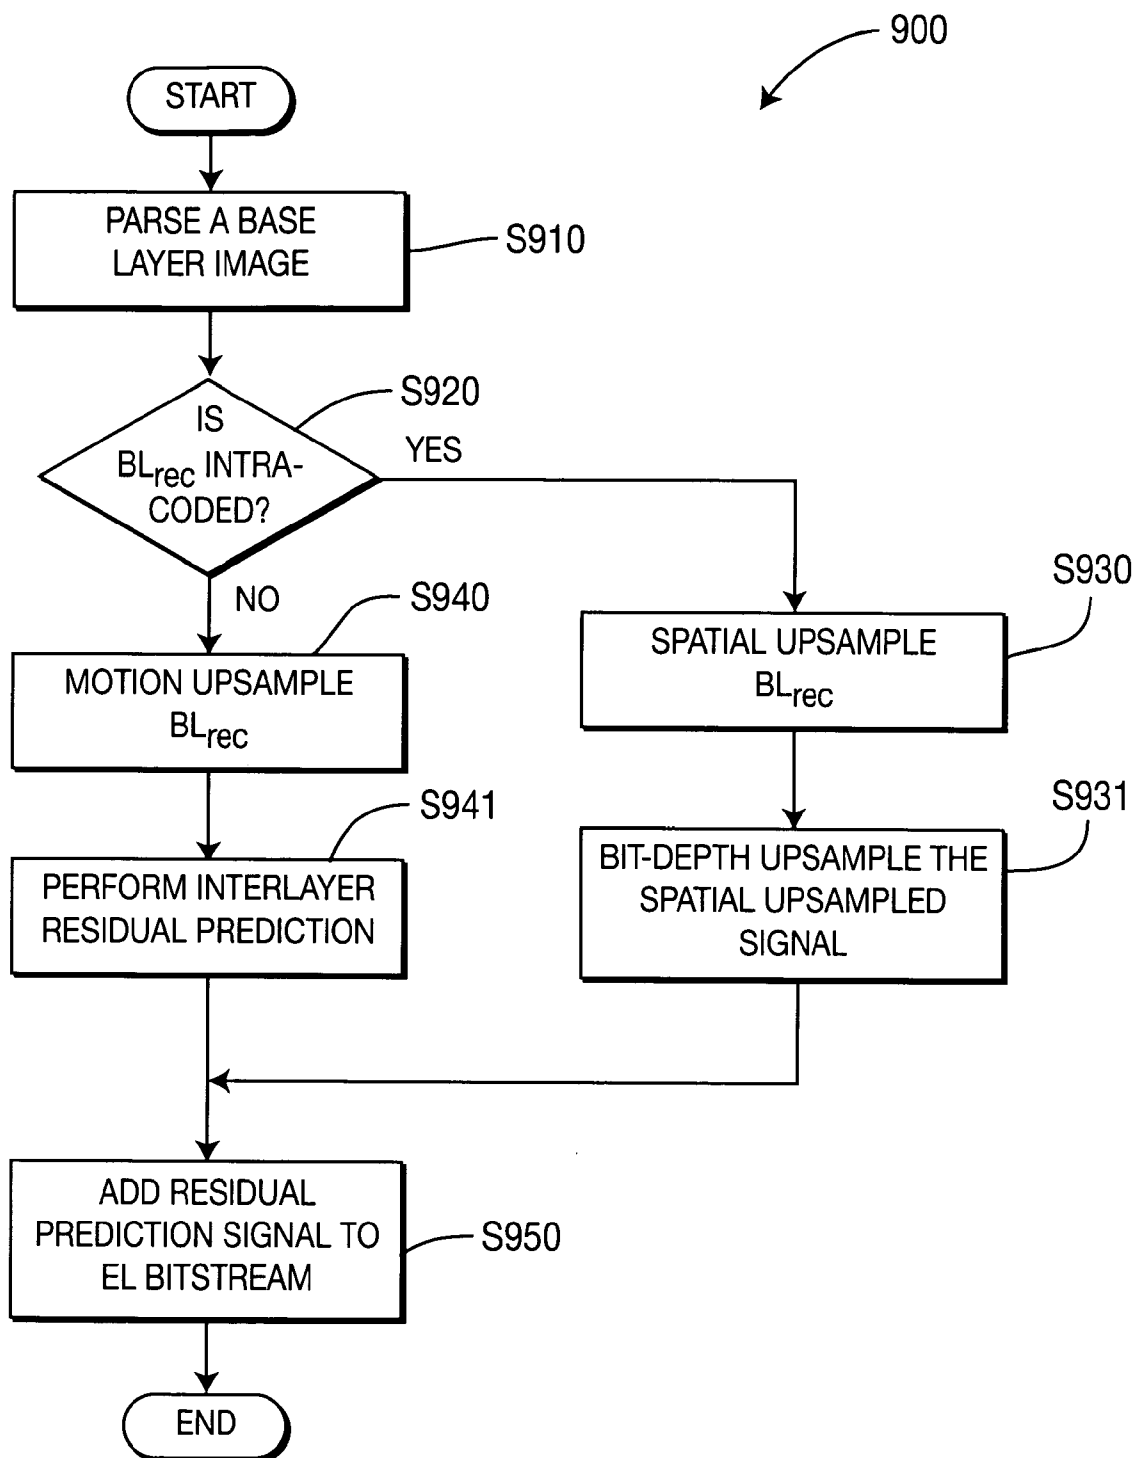 900
START
PARSE A BASE
LAYER IMAGE
S910
S920
IS
BLrec INTRA-
CODED?
YES
NO
S940
S930
MOTION UPSAMPLE
BLrec
SPATIAL UPSAMPLE
BLrec
S941
S931
PERFORM INTERLAYER
RESIDUAL PREDICTION
BIT-DEPTH UPSAMPLE THE
SPATIAL UPSAMPLED
SIGNAL
ADD RESIDUAL
PREDICTION SIGNAL TO
EL BITSTREAM
S950
END